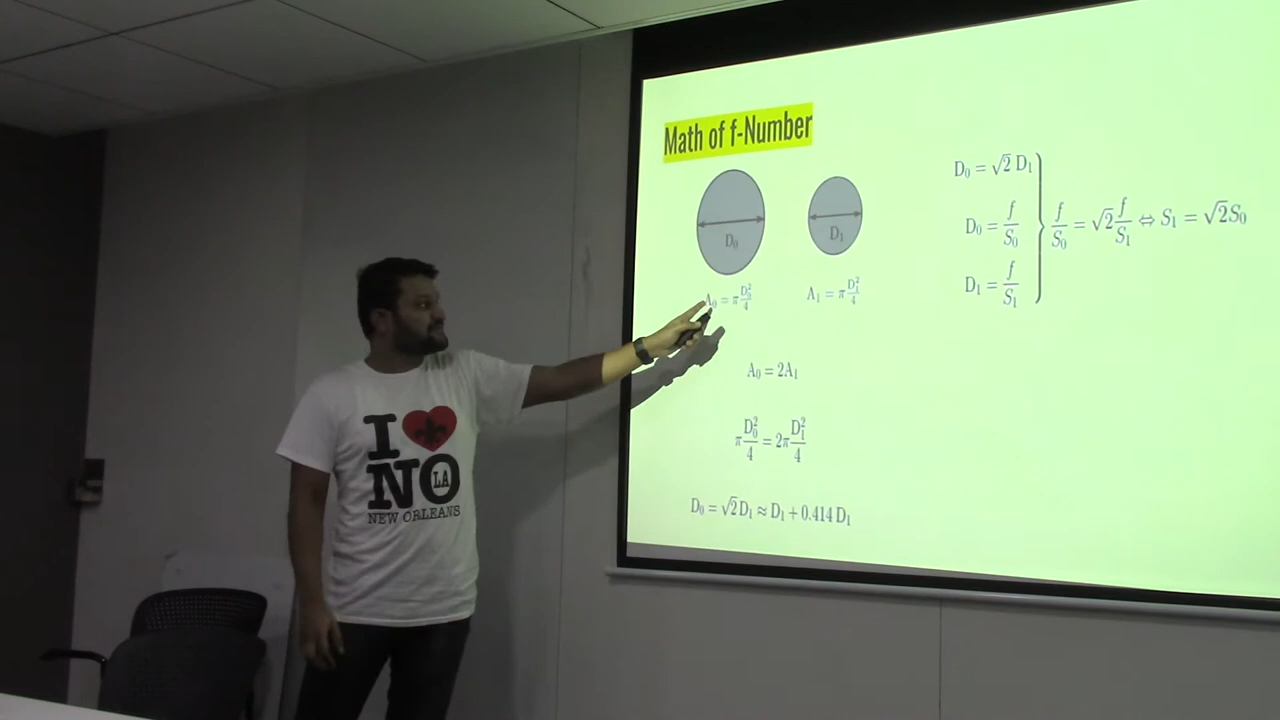 Math of f-Number
D₀
D₁
A₀ = π D₀²/4
A₁ = π D₁²/4
A₀ = 2A₁
π D₀²/4 = 2π D₁²/4
D₀ = √2 D₁ ≈ D₁ + 0.414 D₁
D₀ = √2 D₁
D₀ = f/S₀
D₁ = f/S₁
f/S₀ = √2 f/S₁ ⇔ S₁ = √2 S₀
I
NO
LA
NEW ORLEANS